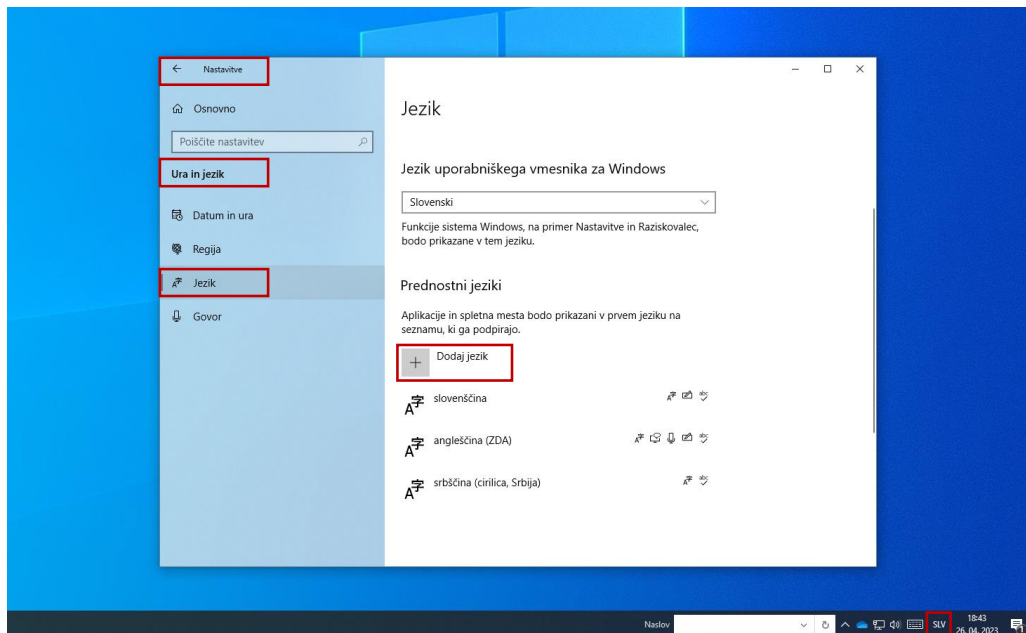 Nastavitve
Osnovno
Poiščite nastavitev
Ura in jezik
Datum in ura
Regija
Jezik
Govor
Jezik
Jezik uporabniškega vmesnika za Windows
Slovenski
Funkcije sistema Windows, na primer Nastavitve in Raziskovalec,
bodo prikazane v tem jeziku.
Prednostni jeziki
Aplikacije in spletna mesta bodo prikazani v prvem jeziku na
seznamu, ki ga podpirajo.
Dodaj jezik
slovenščina
angleščina (ZDA)
srbščina (cirilica, Srbija)
Naslov
SLV
18:43
26. 04. 2023